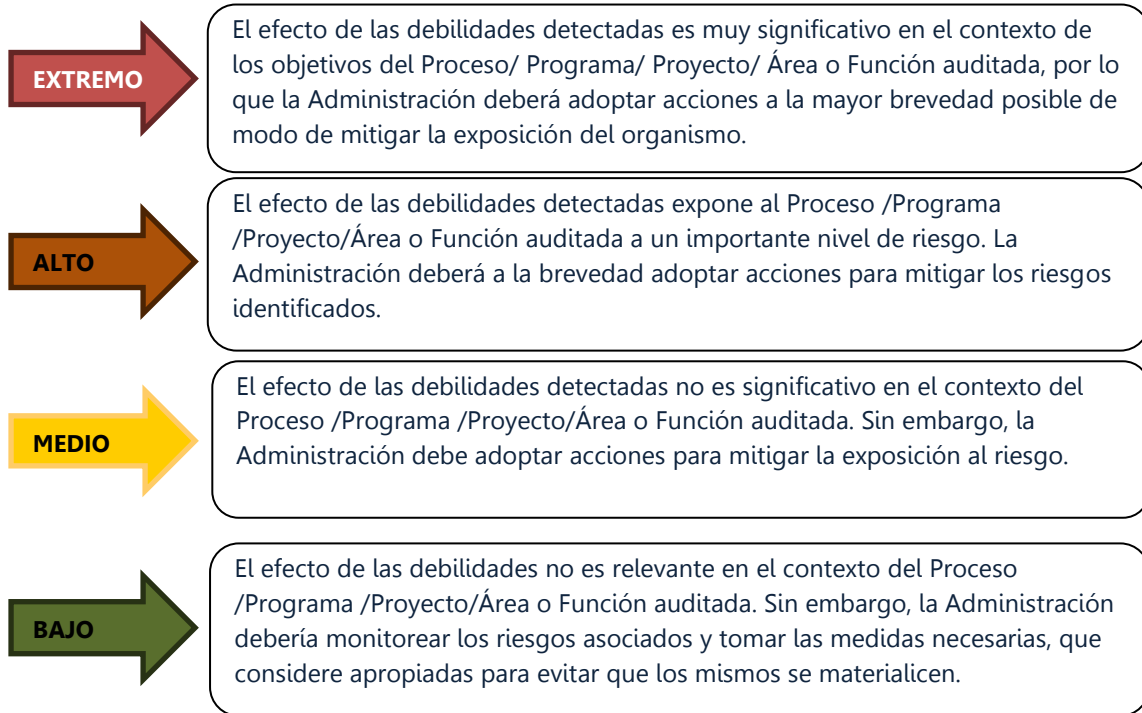 EXTREMO
El efecto de las debilidades detectadas es muy significativo en el contexto de
los objetivos del Proceso/ Programa/ Proyecto/ Área o Función auditada, por lo
que la Administración deberá adoptar acciones a la mayor brevedad posible de
modo de mitigar la exposición del organismo.
ALTO
El efecto de las debilidades detectadas expone al Proceso /Programa
/Proyecto/Área o Función auditada a un importante nivel de riesgo. La
Administración deberá a la brevedad adoptar acciones para mitigar los riesgos
identificados.
MEDIO
El efecto de las debilidades detectadas no es significativo en el contexto del
Proceso /Programa /Proyecto/Área o Función auditada. Sin embargo, la
Administración debe adoptar acciones para mitigar la exposición al riesgo.
BAJO
El efecto de las debilidades no es relevante en el contexto del Proceso
/Programa /Proyecto/Área o Función auditada. Sin embargo, la Administración
debería monitorear los riesgos asociados y tomar las medidas necesarias, que
considere apropiadas para evitar que los mismos se materialicen.